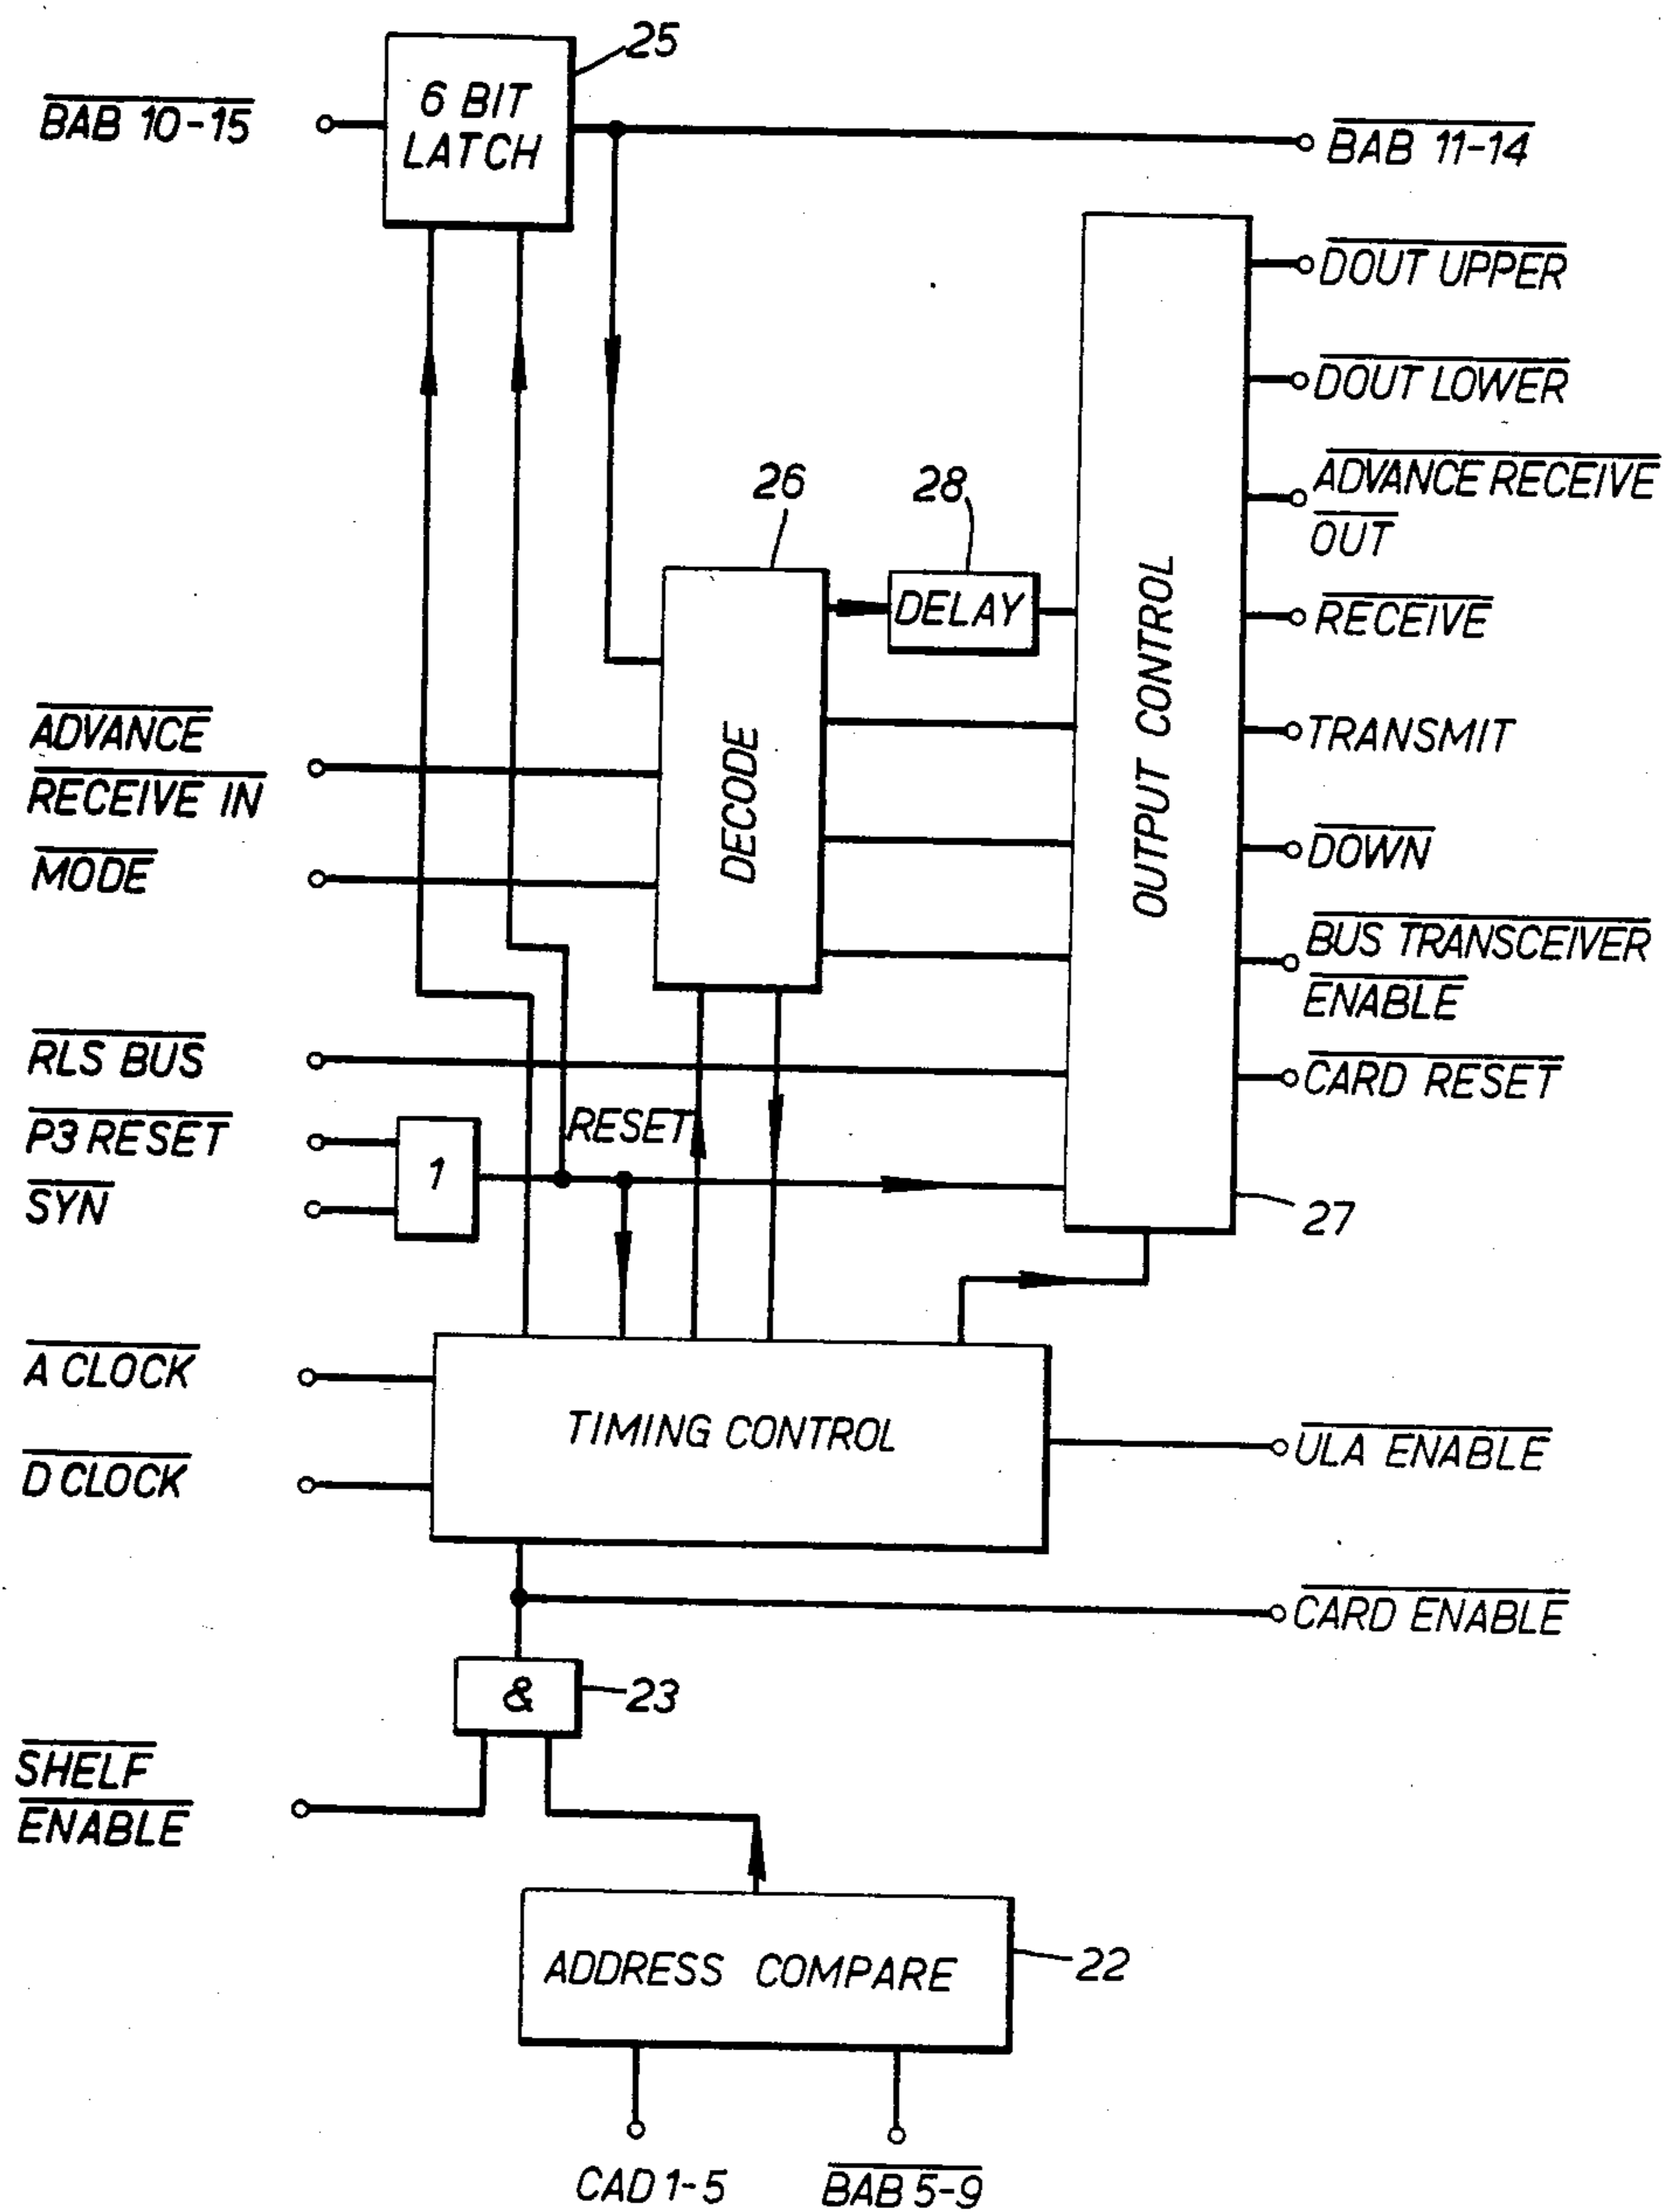 25
6 BIT
LATCH
BAB 10-15
BAB 11-14
DOUT UPPER
DOUT LOWER
ADVANCE RECEIVE
OUT
26
28
DELAY
RECEIVE
OUTPUT CONTROL
DECODE
ADVANCE
RECEIVE IN
TRANSMIT
MODE
DOWN
BUS TRANSCEIVER
ENABLE
RLS BUS
CARD RESET
P3 RESET
RESET
1
SYN
27
A CLOCK
TIMING CONTROL
ULA ENABLE
D CLOCK
CARD ENABLE
&
23
SHELF
ENABLE
ADDRESS COMPARE
22
CAD 1-5
BAB 5-9